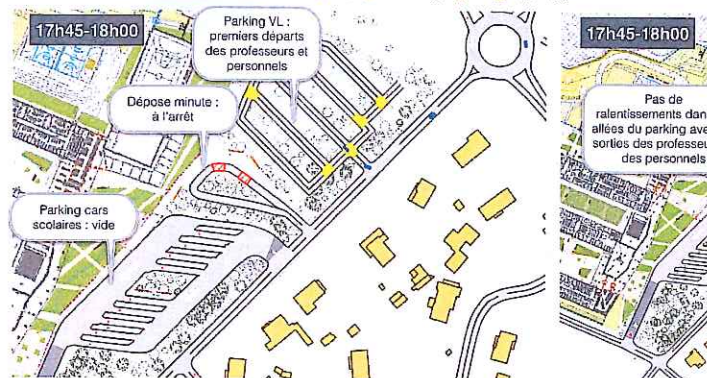 17h45-18h00
Parking VL :
premiers départs
des professeurs et
personnels
Dépose minute :
à l'arrêt
Parking cars
scolaires : vide
17h45-18h00
Pas de
ralentissements dan
allées du parking ave
sorties des professeu
des personnels